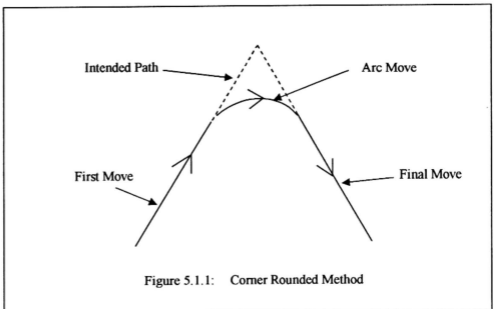 Intended Path
Arc Move
First Move
Final Move
Figure 5.1.1: Corner Rounded Method